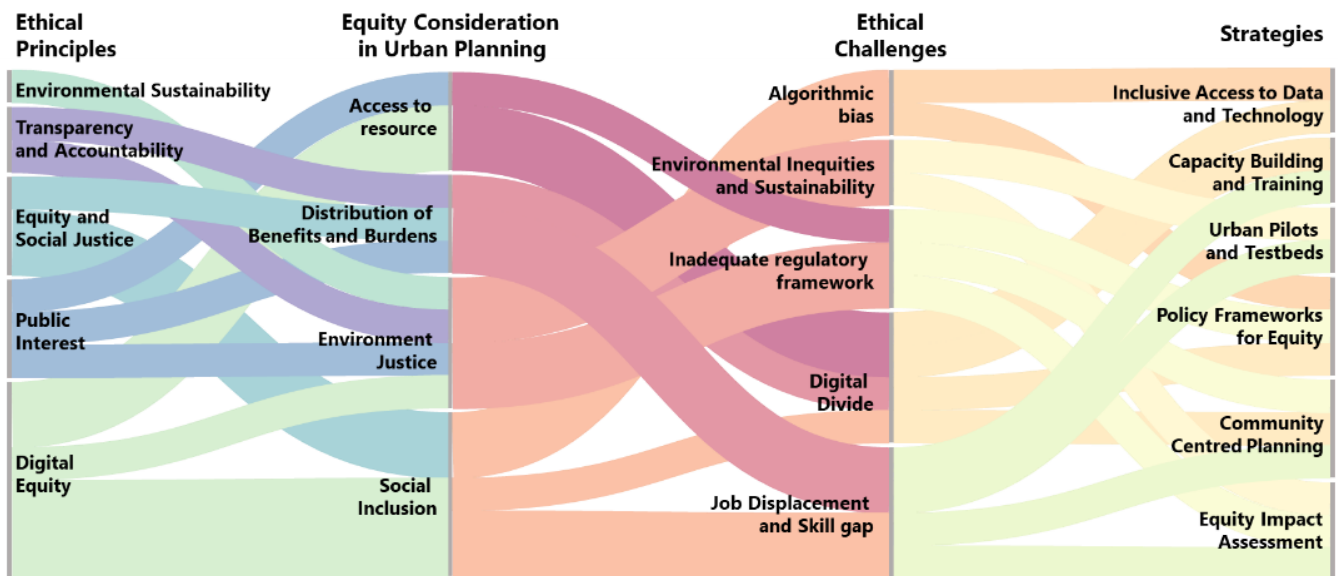 Ethical
Principles
Equity Consideration
in Urban Planning
Ethical
Challenges
Strategies
Environmental Sustainability
Transparency
and Accountability
Equity and
Social Justice
Public
Interest
Digital
Equity
Access to
resource
Distribution of
Benefits and Burdens
Environment
Justice
Social
Inclusion
Algorithmic
bias
Environmental Inequities
and Sustainability
Inadequate regulatory
framework
Digital
Divide
Job Displacement
and Skill gap
Inclusive Access to Data
and Technology
Capacity Building
and Training
Urban Pilots
and Testbeds
Policy Frameworks
for Equity
Community
Centred Planning
Equity Impact
Assessment